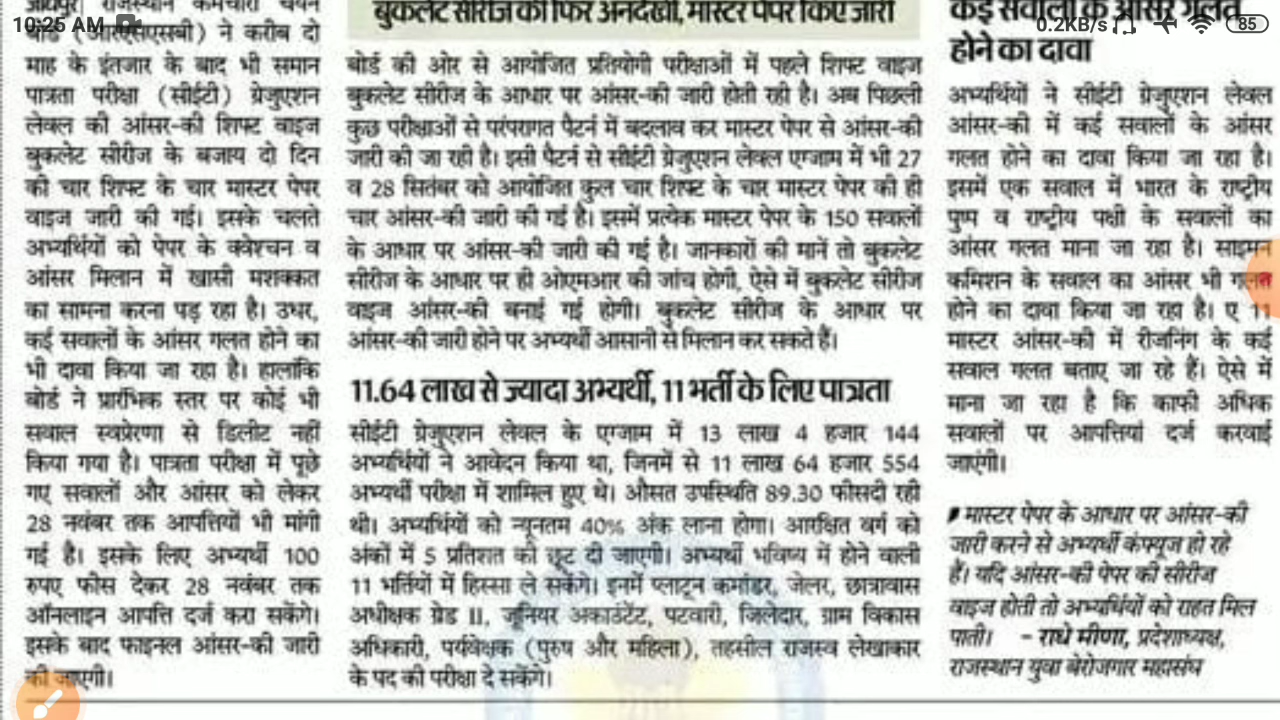 10:25 AM
0.2KB/s
85
जोधपुर| राजस्थान कर्मचारी चयन
बोर्ड (आरएसएसबी) ने करीब दो
माह के इंतजार के बाद भी समान
पात्रता परीक्षा (सीईटी) ग्रेजुएशन
लेवल की आंसर-की शिफ्ट वाइज
बुकलेट सीरीज के बजाय दो दिन
की चार शिफ्ट के चार मास्टर पेपर
वाइज जारी की गई। इसके चलते
अभ्यर्थियों को पेपर के क्वेश्चन व
आंसर मिलान में खासी मशक्कत
का सामना करना पड़ रहा है। उधर,
कई सवालों के आंसर गलत होने का
भी दावा किया जा रहा है। हालांकि
बोर्ड ने प्रारंभिक स्तर पर कोई भी
सवाल स्वप्रेरणा से डिलीट नहीं
किया गया है। पात्रता परीक्षा में पूछे
गए सवालों और आंसर को लेकर
28 नवंबर तक आपत्तियों भी मांगी
गई है। इसके लिए अभ्यर्थी 100
रुपए फीस देकर 28 नवंबर तक
ऑनलाइन आपत्ति दर्ज करा सकेंगे।
इसके बाद फाइनल आंसर-की जारी
की जाएगी।
बुकलेट सीरीज की फिर अनदेखी, मास्टर पेपर किए जारी
बोर्ड की ओर से आयोजित प्रतियोगी परीक्षाओं में पहले शिफ्ट वाइज
बुकलेट सीरीज के आधार पर आंसर-की जारी होती रही है। अब पिछली
कुछ परीक्षाओं से परंपरागत पैटर्न में बदलाव कर मास्टर पेपर से आंसर-की
जारी की जा रही है। इसी पैटर्न से सीईटी ग्रेजुएशन लेवल एग्जाम में भी 27
व 28 सितंबर को आयोजित कुल चार शिफ्ट के चार मास्टर पेपर की ही
चार आंसर-की जारी की गई है। इसमें प्रत्येक मास्टर पेपर के 150 सवालों
के आधार पर आंसर-की जारी की गई है। जानकारों की मानें तो बुकलेट
सीरीज के आधार पर ही ओएमआर की जांच होगी, ऐसे में बुकलेट सीरीज
वाइज आंसर-की बनाई गई होगी। बुकलेट सीरीज के आधार पर
आंसर-की जारी होने पर अभ्यर्थी आसानी से मिलान कर सकते हैं।
11.64 लाख से ज्यादा अभ्यर्थी, 11 भर्ती के लिए पात्रता
सीईटी ग्रेजुएशन लेवल के एग्जाम में 13 लाख 4 हजार 144
अभ्यर्थियों ने आवेदन किया था, जिनमें से 11 लाख 64 हजार 554
अभ्यर्थी परीक्षा में शामिल हुए थे। औसत उपस्थिति 89.30 फीसदी रही
थी। अभ्यर्थियों को न्यूनतम 40% अंक लाना होगा। आरक्षित वर्ग को
अंकों में 5 प्रतिशत की छूट दी जाएगी। अभ्यर्थी भविष्य में होने वाली
11 भर्तियों में हिस्सा ले सकेंगे। इनमें प्लाटून कमांडर, जेलर, छात्रावास
अधीक्षक ग्रेड II, जूनियर अकाउंटेंट, पटवारी, जिलेदार, ग्राम विकास
अधिकारी, पर्यवेक्षक (पुरुष और महिला), तहसील राजस्व लेखाकार
के पद की परीक्षा दे सकेंगे।
कई सवालों के आंसर गलत
होने का दावा
अभ्यर्थियों ने सीईटी ग्रेजुएशन लेवल
आंसर-की में कई सवालों के आंसर
गलत होने का दावा किया जा रहा है।
इसमें एक सवाल में भारत के राष्ट्रीय
पुष्प व राष्ट्रीय पक्षी के सवालों का
आंसर गलत माना जा रहा है। साइमन
कमिशन के सवाल का आंसर भी गलत
होने का दावा किया जा रहा है। ए 11
मास्टर आंसर-की में रीजनिंग के कई
सवाल गलत बताए जा रहे हैं। ऐसे में
माना जा रहा है कि काफी अधिक
सवालों पर आपत्तियां दर्ज करवाई
जाएंगी।
मास्टर पेपर के आधार पर आंसर-की
जारी करने से अभ्यर्थी कंफ्यूज हो रहे
हैं। यदि आंसर-की पेपर की सीरीज
वाइज होती तो अभ्यर्थियों को राहत मिल
पाती। - राधे मीणा, प्रदेशाध्यक्ष,
राजस्थान युवा बेरोजगार महासंघ